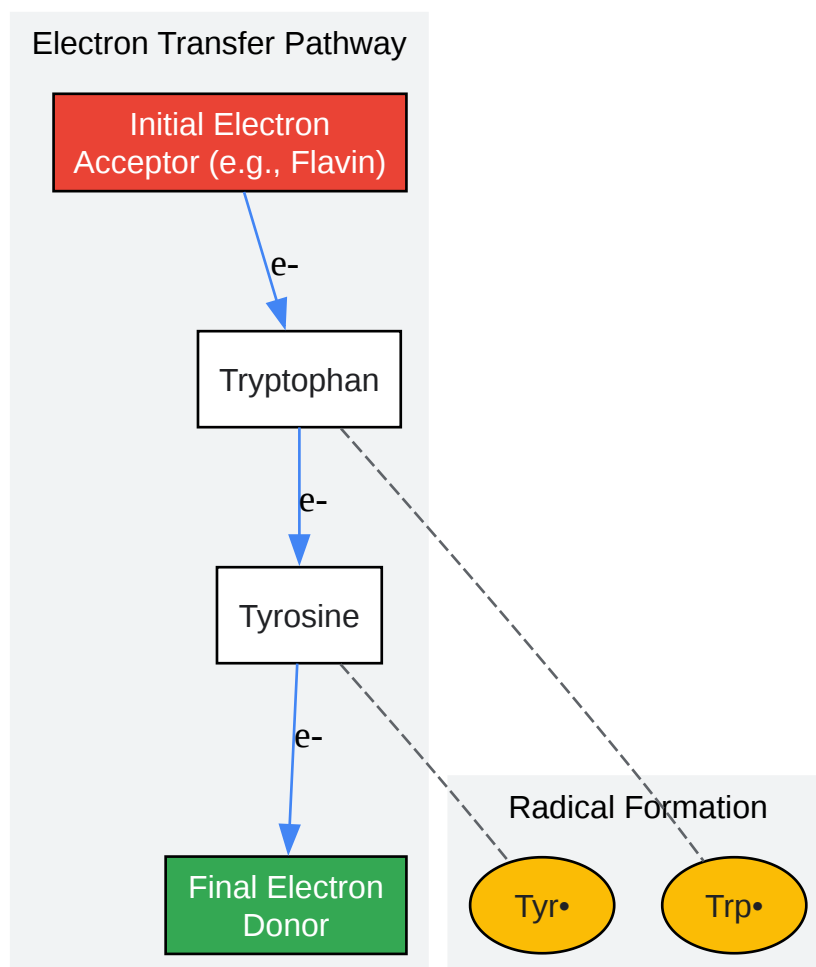 Electron Transfer Pathway
Initial Electron
Acceptor (e.g., Flavin)
e-
Tryptophan
e-
Tyrosine
e-
Final Electron
Donor
Radical Formation
Tyr•
Trp•